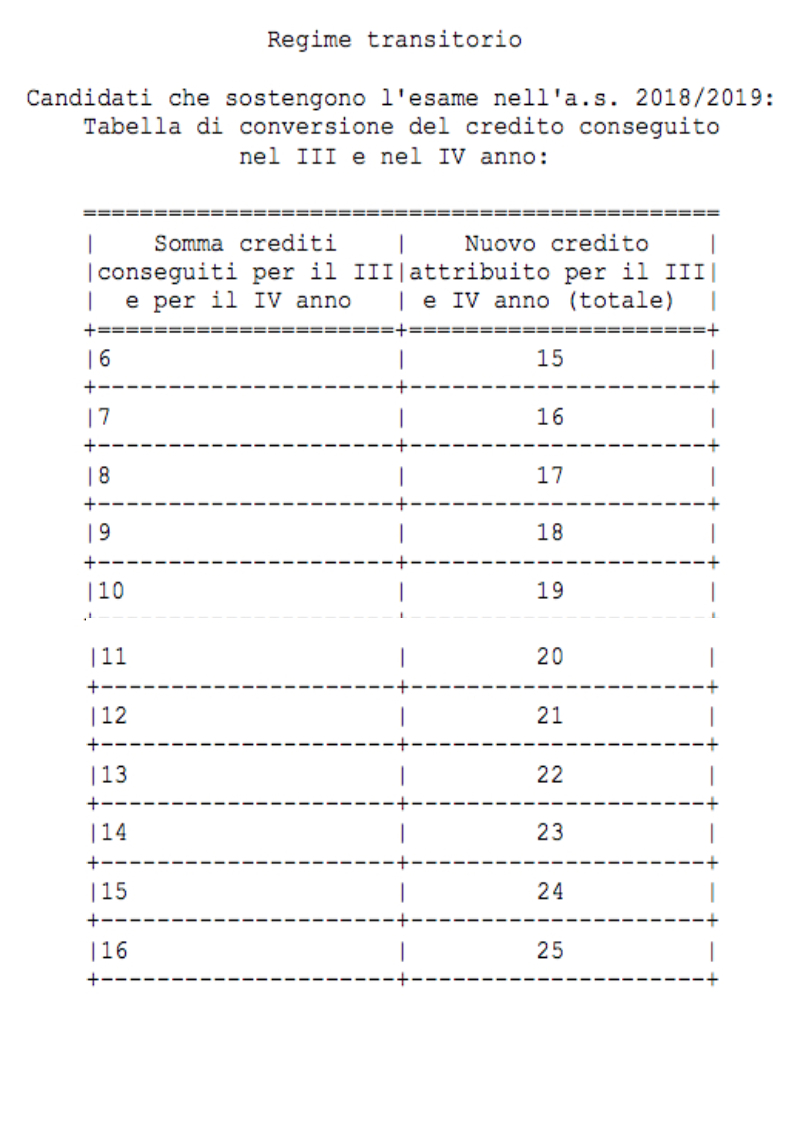 Regime transitorio
Candidati che sostengono l'esame nell'a.s. 2018/2019:
Tabella di conversione del credito conseguito
nel III e nel IV anno:
Somma crediti | Nuovo credito
conseguiti per il III|attribuito per il III
e per il IV anno | e IV anno (totale)
6 | 15
7 | 16
8 | 17
9 | 18
10 | 19
11 | 20
12 | 21
13 | 22
14 | 23
15 | 24
16 | 25